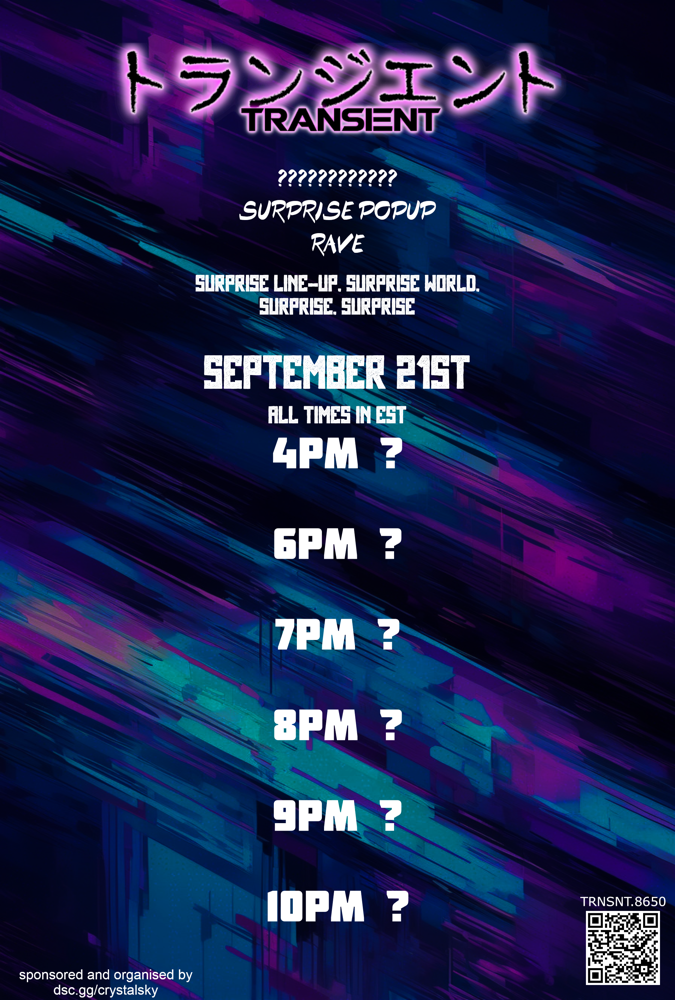 トランジエント
TRANSIENT
????????????
SURPRISE POPUP
RAVE
SURPRISE LINE-UP. SURPRISE WORLD.
SURPRISE. SURPRISE
SEPTEMBER 21ST
ALL TIMES IN EST
4PM ?
6PM ?
7PM ?
8PM ?
9PM ?
10PM ?
TRNSNT.8650
sponsored and organised by
dsc.gg/crystalsky